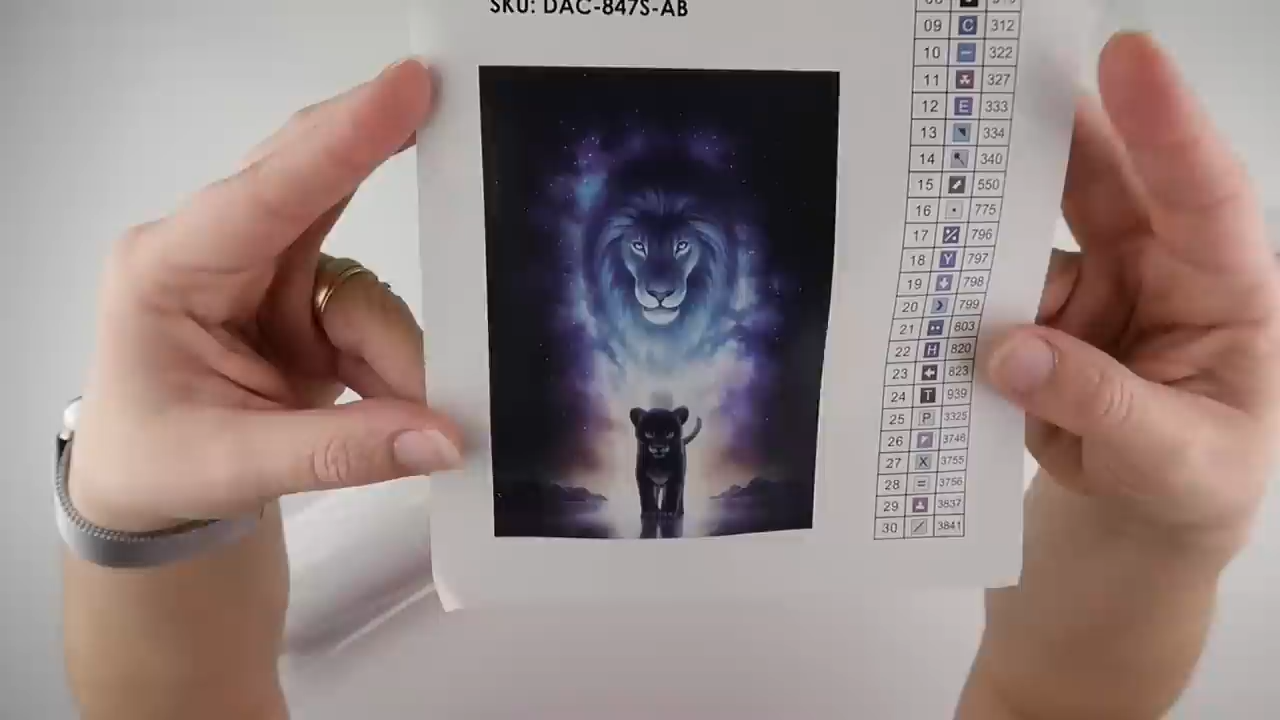 SKU: DAC-847S-AB
09 C 312
10 322
11 327
12 E 333
13 334
14 340
15 550
16 775
17 796
18 Y 797
19 798
20 799
21 803
22 H 820
23 823
24 T 939
25 P 3325
26 3746
27 X 3755
28 = 3756
29 3837
30 3841